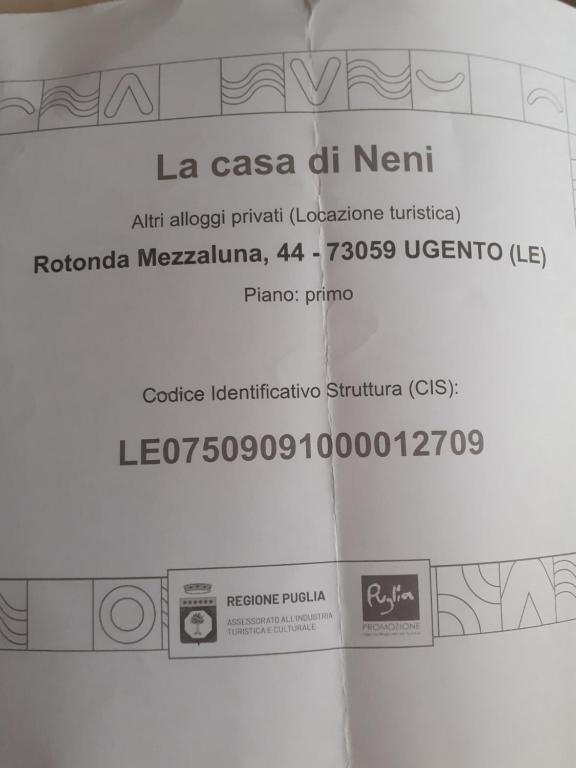 La casa di Neni
Altri alloggi privati (Locazione turistica)
Rotonda Mezzaluna, 44 - 73059 UGENTO (LE)
Piano: primo
Codice Identificativo Struttura (CIS):
LE07509091000012709
REGIONE PUGLIA
ASSESSORATO ALL'INDUSTRIA
TURISTICA E CULTURALE
Puglia
PROMOZIONE